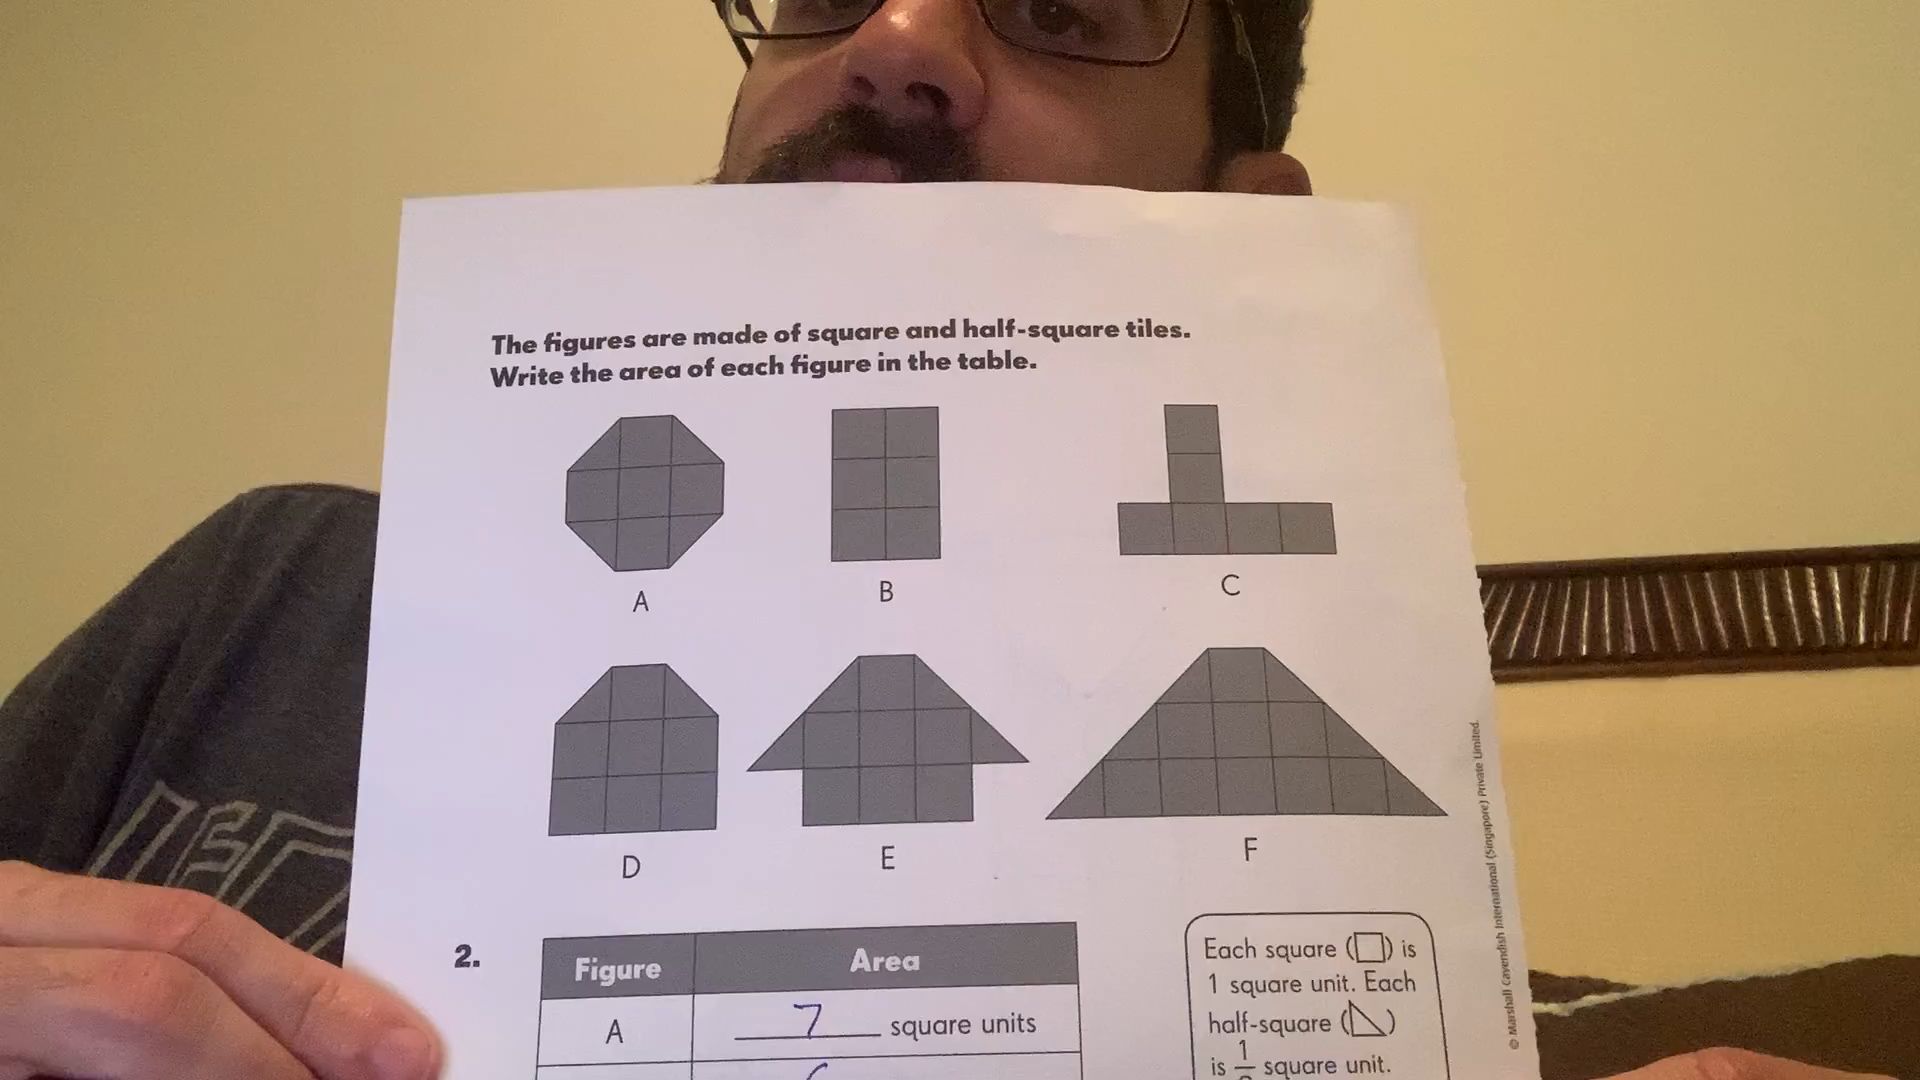 The figures are made of square and half-square tiles.
Write the area of each figure in the table.
A
B
C
D
E
F
2.
Figure Area
A 7 square units
Each square (□) is
1 square unit. Each
half-square (◺)
is 1 square unit.
© Marshall Cavendish International (Singapore) Private Limited.